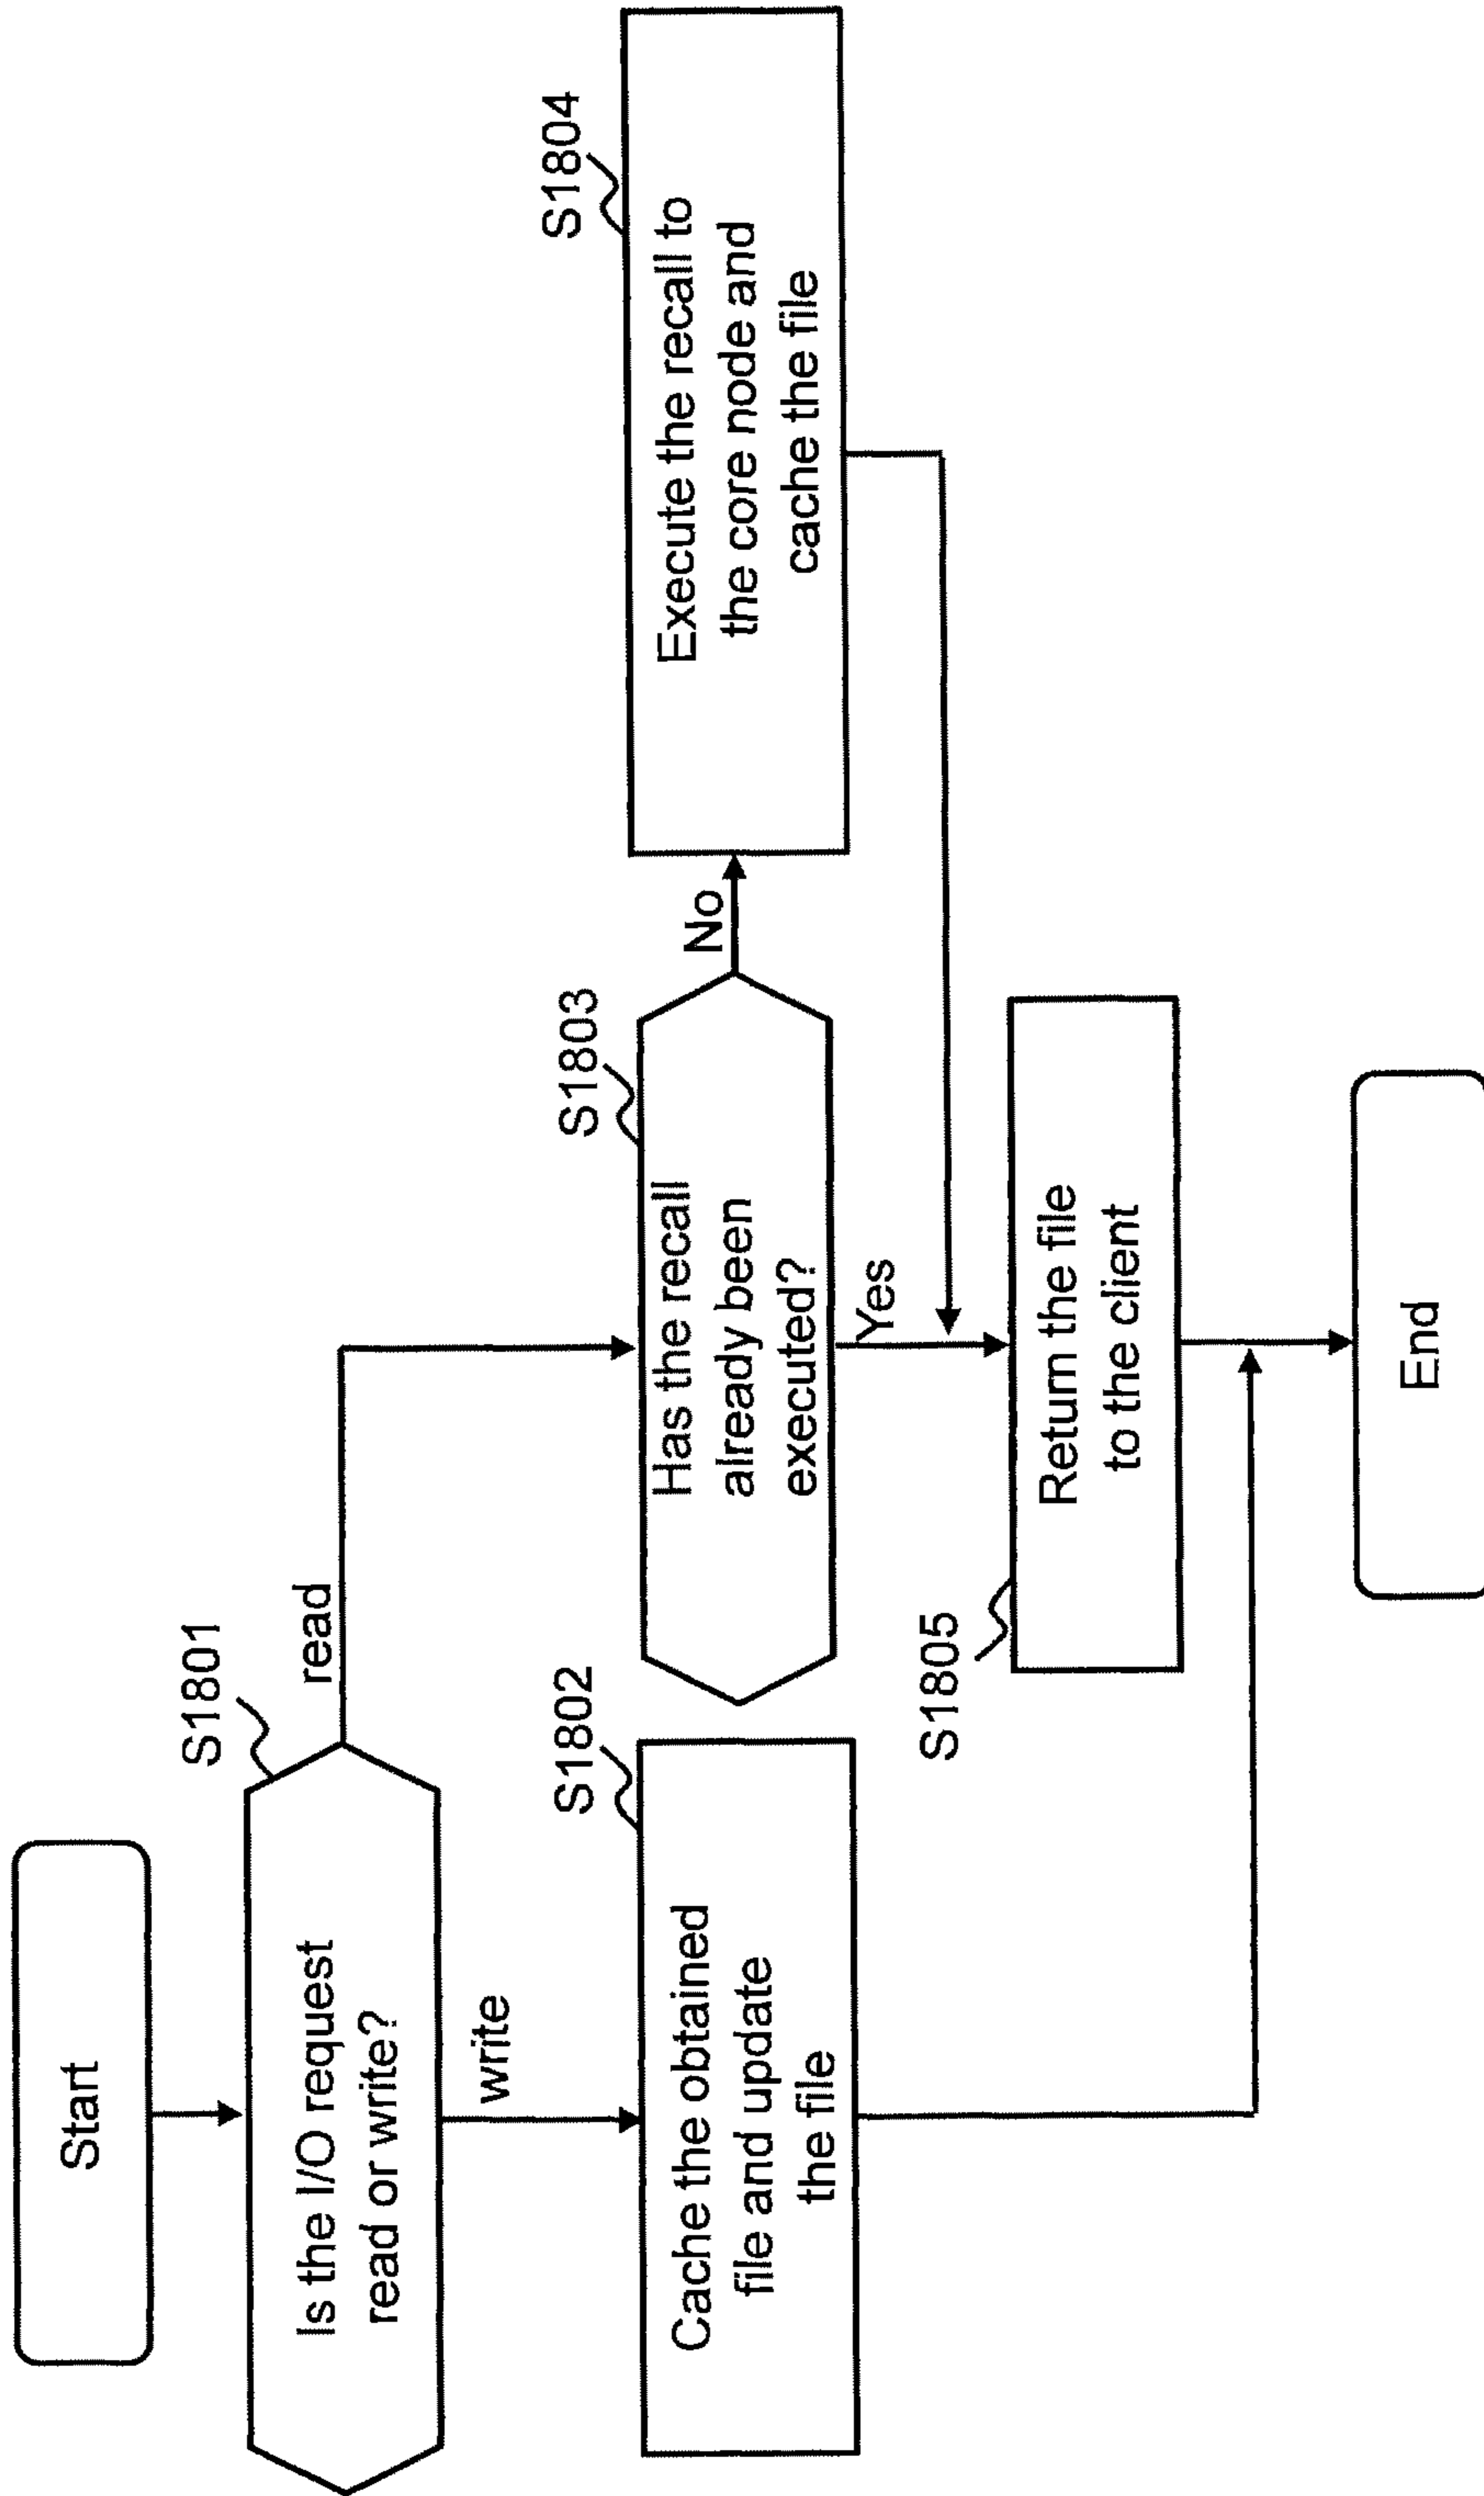 Start
S1801
Is the I/O request
read or write?
read
write
S1802
Cache the obtained
file and update
the file
S1803
Has the recall
already been
executed?
No
Yes
S1804
Execute the recall to
the core node and
cache the file
S1805
Return the file
to the client
End